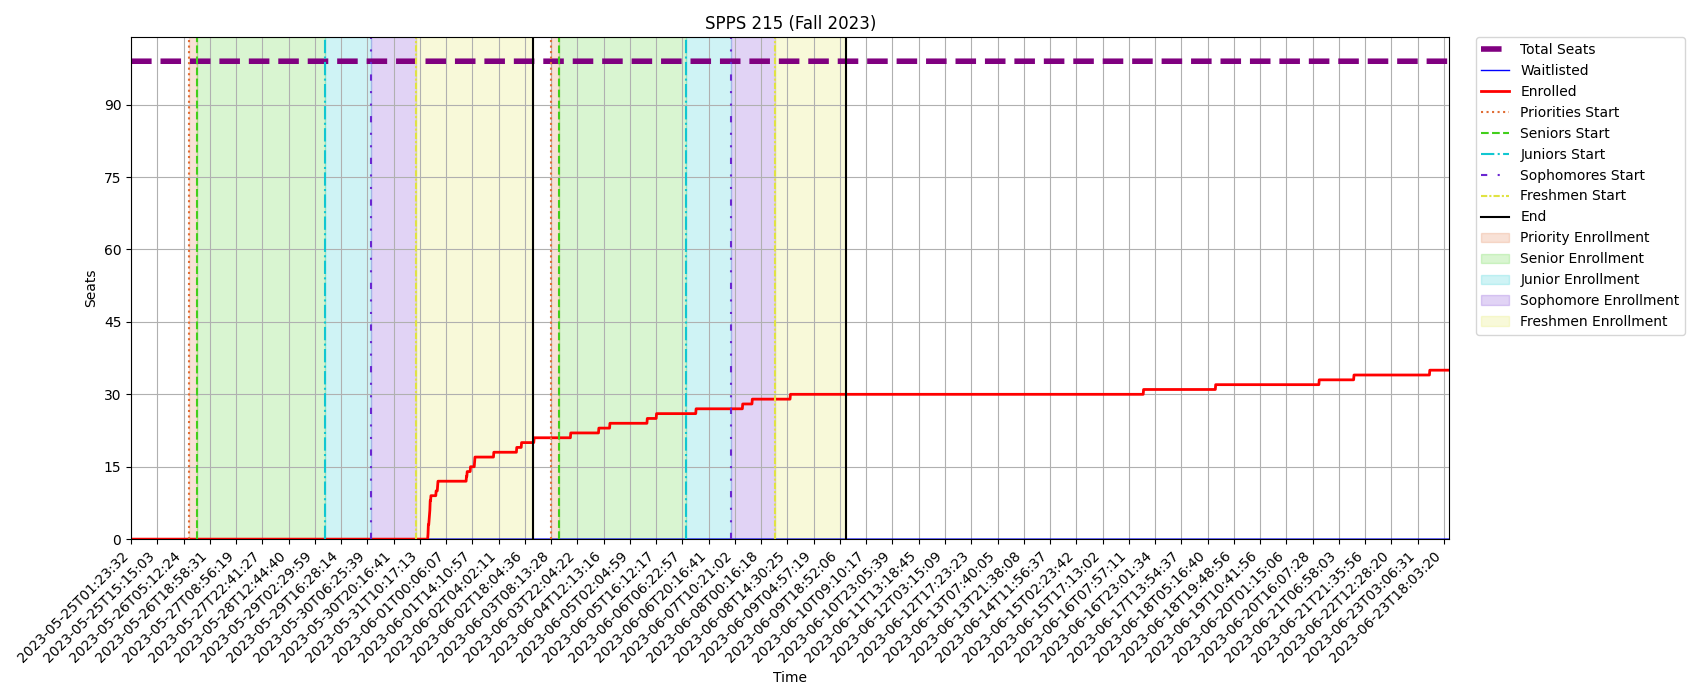 SPPS 215 (Fall 2023)
Seats
90
75
60
45
30
15
0
2023-05-25T01:23:32
2023-05-25T15:15:03
2023-05-26T05:12:24
2023-05-26T18:58:31
2023-05-27T08:56:19
2023-05-27T22:41:27
2023-05-28T12:44:40
2023-05-29T02:29:59
2023-05-29T16:28:14
2023-05-30T06:25:39
2023-05-30T20:16:41
2023-05-31T10:17:13
2023-06-01T00:06:07
2023-06-01T14:10:57
2023-06-02T04:02:11
2023-06-02T18:04:36
2023-06-03T08:13:28
2023-06-03T22:04:22
2023-06-04T12:13:16
2023-06-05T02:04:59
2023-06-05T16:12:17
2023-06-06T06:22:57
2023-06-06T20:16:41
2023-06-07T10:21:02
2023-06-08T00:16:18
2023-06-08T14:30:25
2023-06-09T04:57:19
2023-06-09T18:52:06
2023-06-10T09:10:17
2023-06-10T23:05:39
2023-06-11T13:18:45
2023-06-12T03:15:09
2023-06-12T17:23:23
2023-06-13T07:40:05
2023-06-13T21:38:08
2023-06-14T11:56:37
2023-06-15T02:23:42
2023-06-15T17:13:02
2023-06-16T07:57:11
2023-06-16T23:01:34
2023-06-17T13:54:37
2023-06-18T05:16:40
2023-06-18T19:48:56
2023-06-19T10:41:56
2023-06-20T01:15:06
2023-06-20T16:07:28
2023-06-21T06:58:03
2023-06-21T21:35:56
2023-06-22T12:28:20
2023-06-23T03:06:31
2023-06-23T18:03:20
Time
Total Seats
Waitlisted
Enrolled
Priorities Start
Seniors Start
Juniors Start
Sophomores Start
Freshmen Start
End
Priority Enrollment
Senior Enrollment
Junior Enrollment
Sophomore Enrollment
Freshmen Enrollment